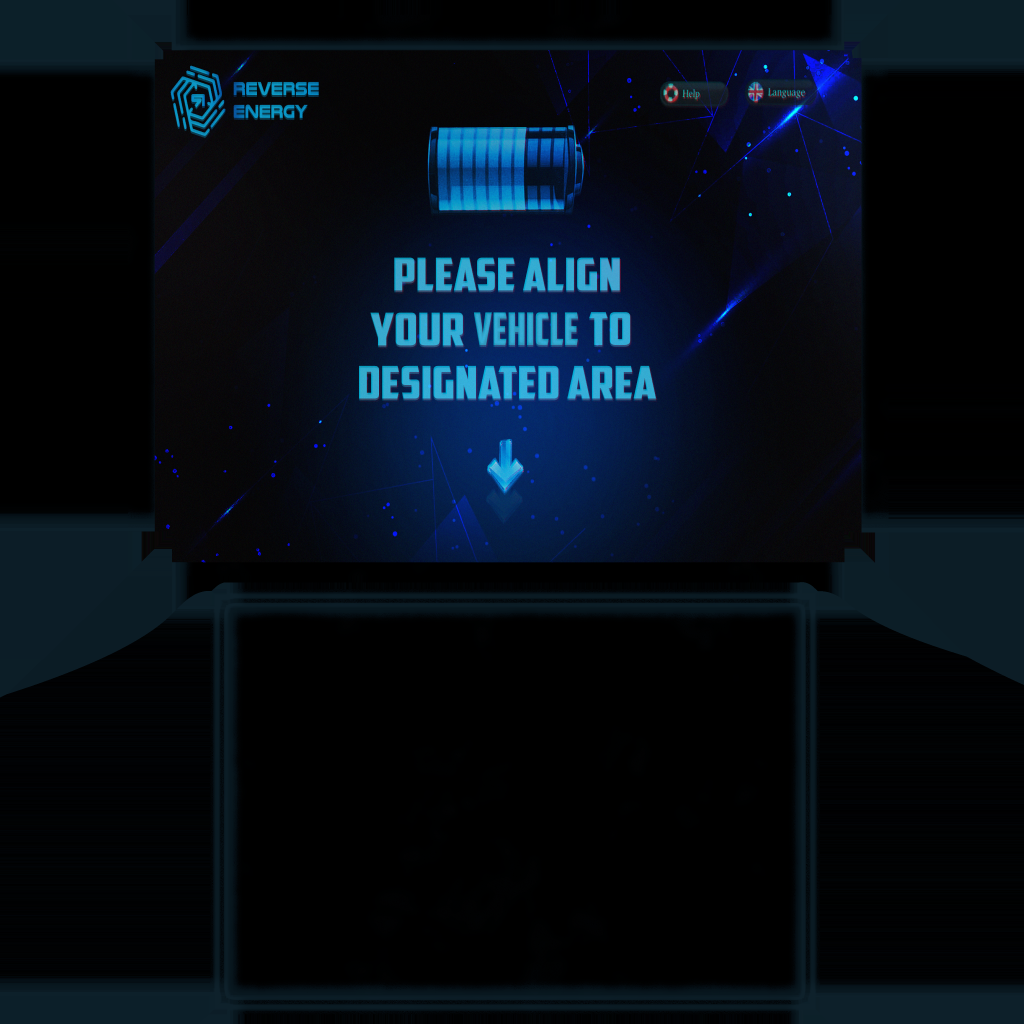 REVERSE
ENERGY
Help
Language
PLEASE ALIGN
YOUR VEHICLE TO
DESIGNATED AREA